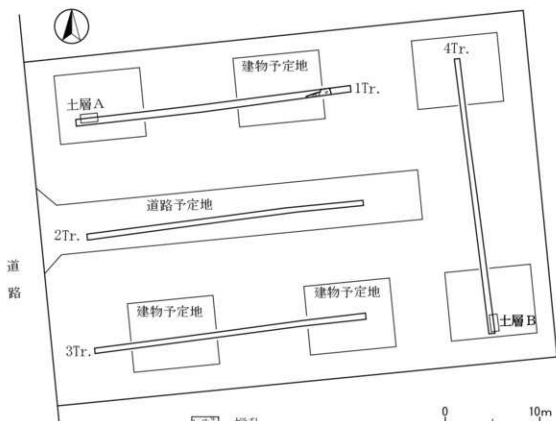 4Tr.
建物予定地
土層A
1Tr.
道路予定地
2Tr.
道路
建物予定地
建物予定地
土層B
3Tr.
0 10m